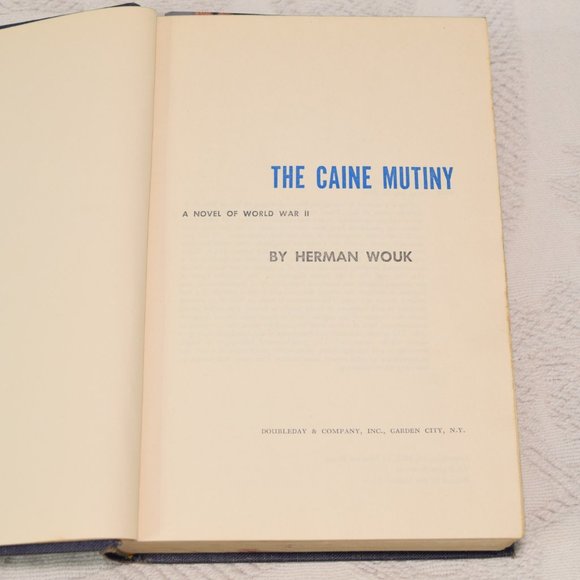 THE CAINE MUTINY
A NOVEL OF WORLD WAR II
BY HERMAN WOUK
DOUBLEDAY & COMPANY, INC., GARDEN CITY, N.Y.